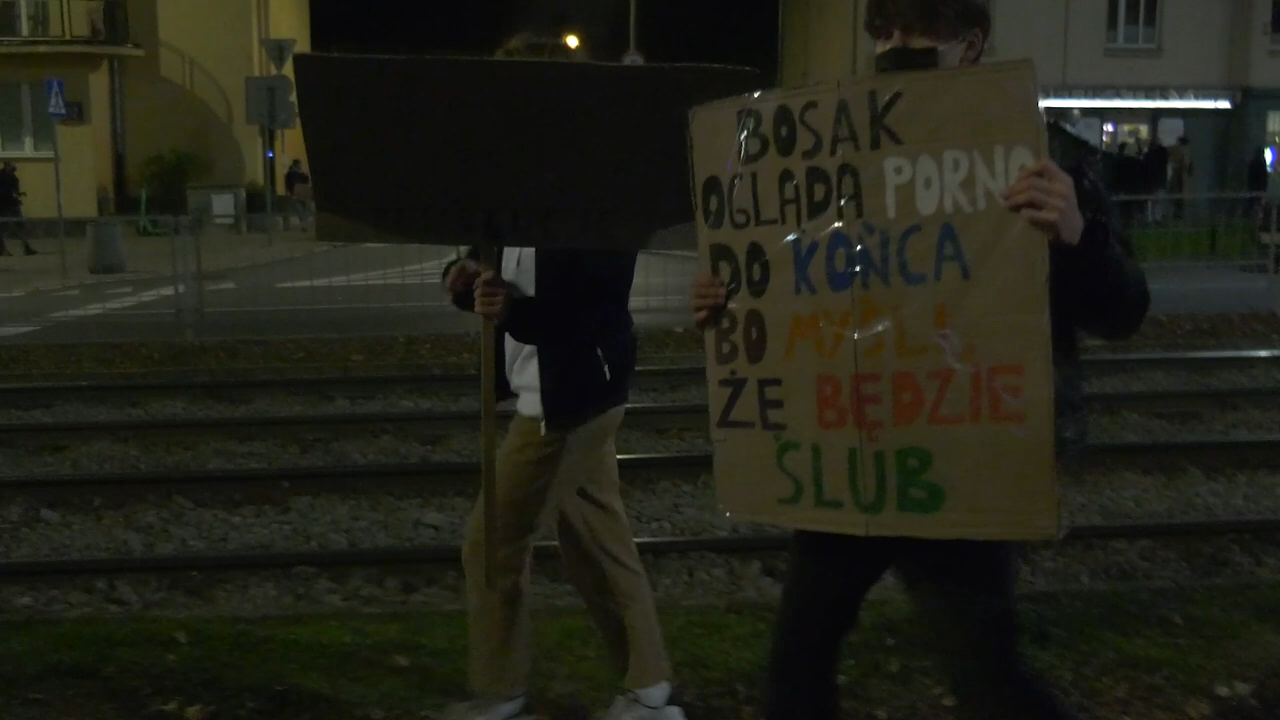 BOSAK
OGLĄDA PORNO
DO KOŃCA
BO MYŚLI,
ŻE BĘDZIE
ŚLUB